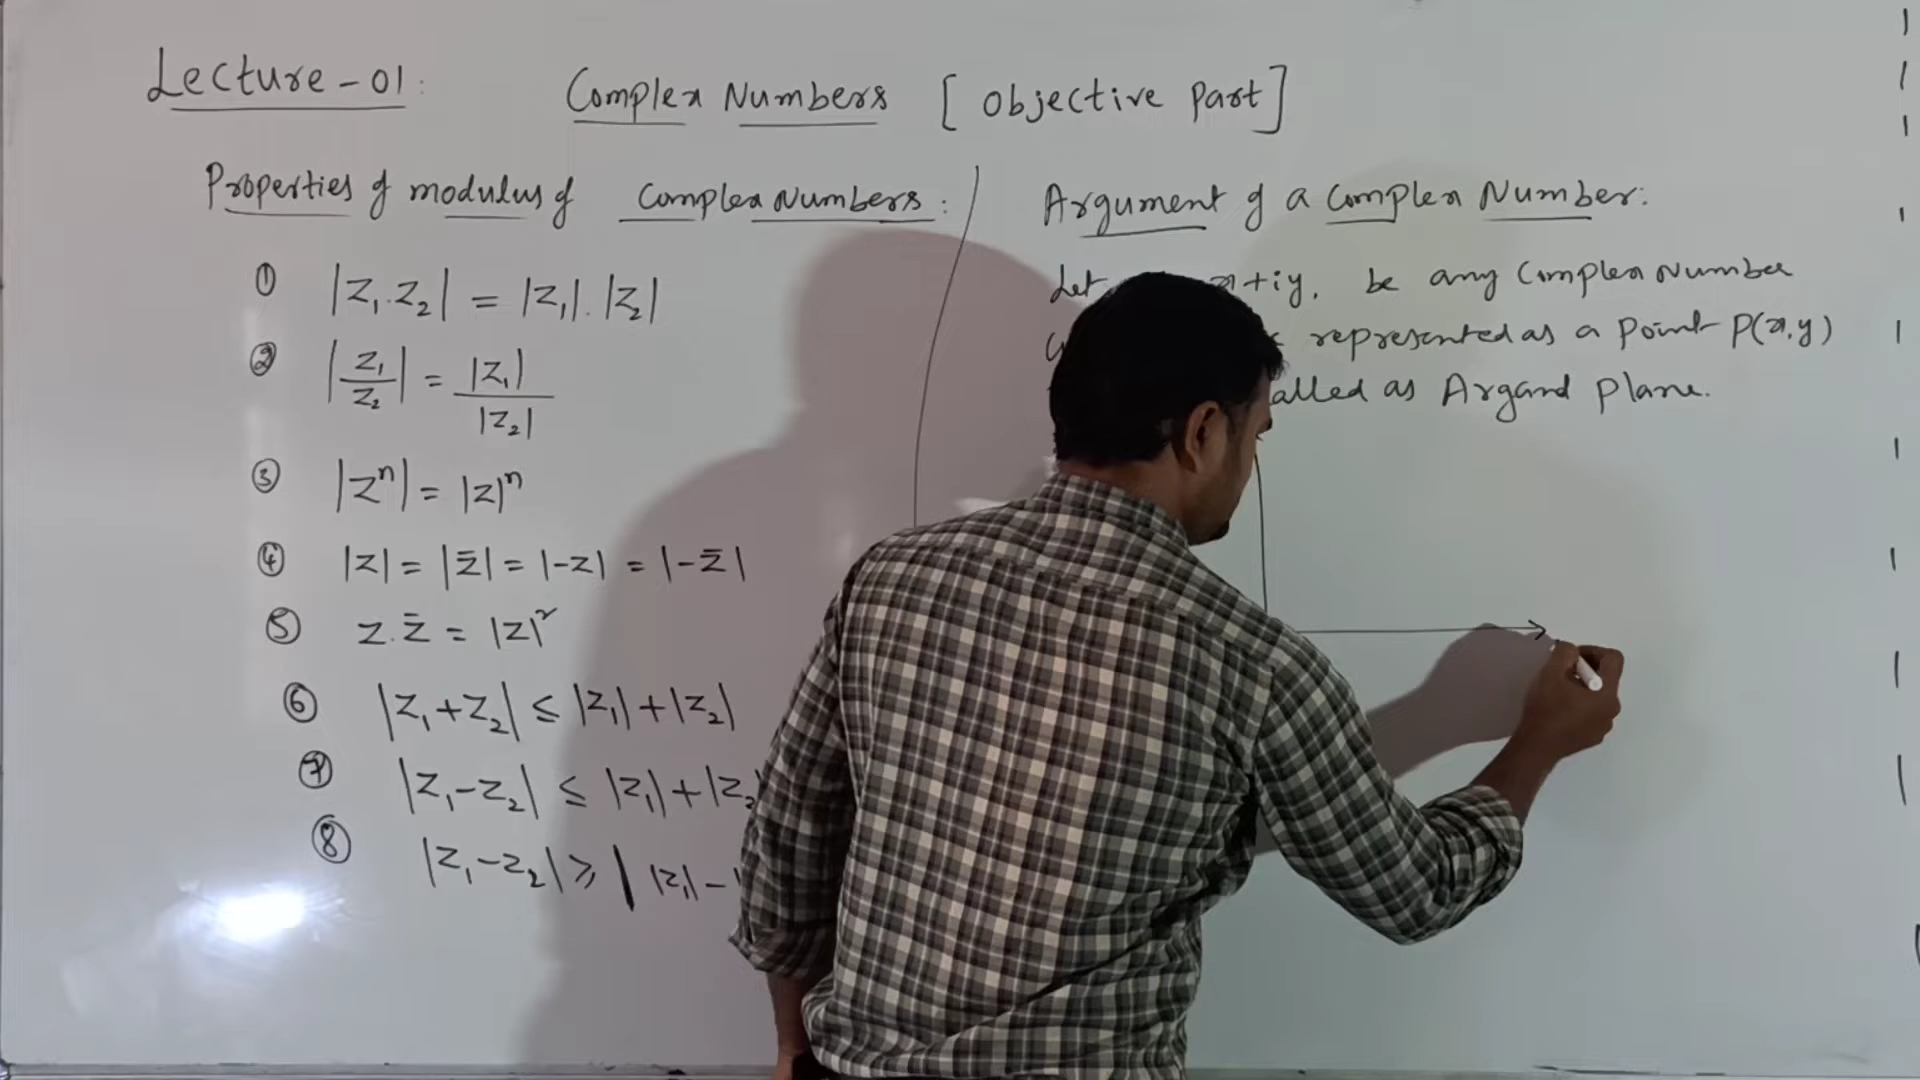 Lecture-01:
Complex Numbers [Objective Part]
Properties of modulus of Complex Numbers:
① |z₁.z₂| = |z₁|.|z₂|
② |z₁/z₂| = |z₁|/|z₂|
③ |zⁿ| = |z|ⁿ
④ |z| = |z̄| = |-z| = |-z̄|
⑤ z.z̄ = |z|²
⑥ |z₁+z₂| ≤ |z₁|+|z₂|
⑦ |z₁-z₂| ≤ |z₁|+|z₂
⑧ |z₁-z₂| ≥ | |z₁|-
Argument of a Complex Number:
Let x+iy, be any Complex Number
represented as a Point P(x,y)
alled as Argand Plane.